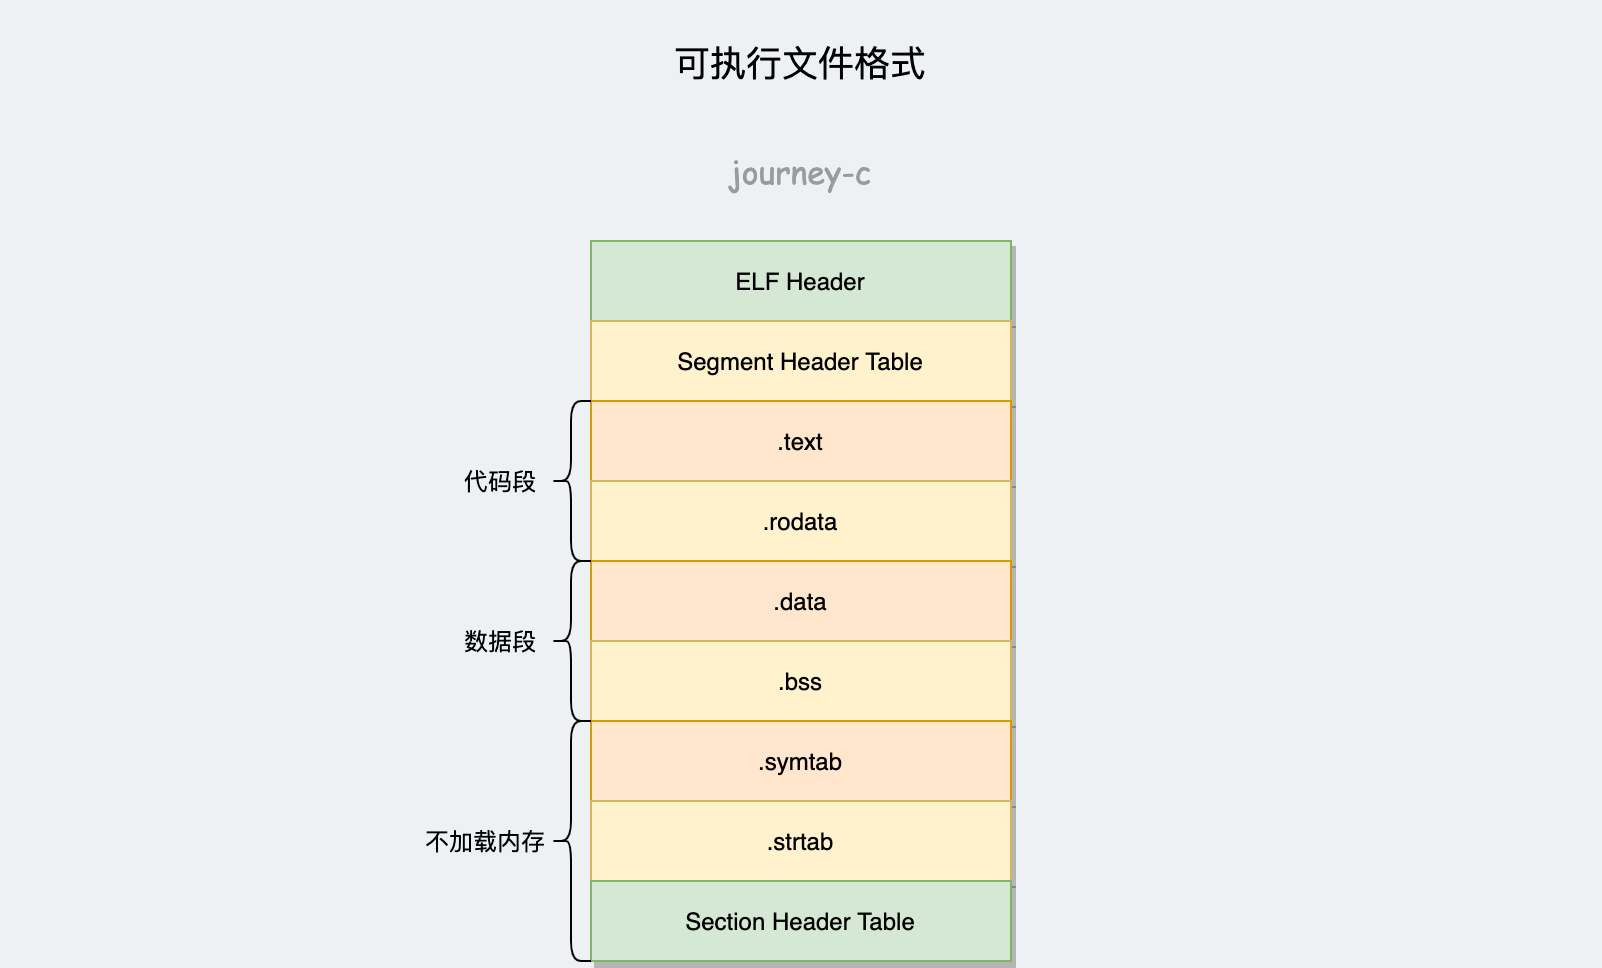 可执行文件格式
journey-c
ELF Header
Segment Header Table
.text
代码段
.rodata
.data
数据段
.bss
.symtab
不加载内存
.strtab
Section Header Table